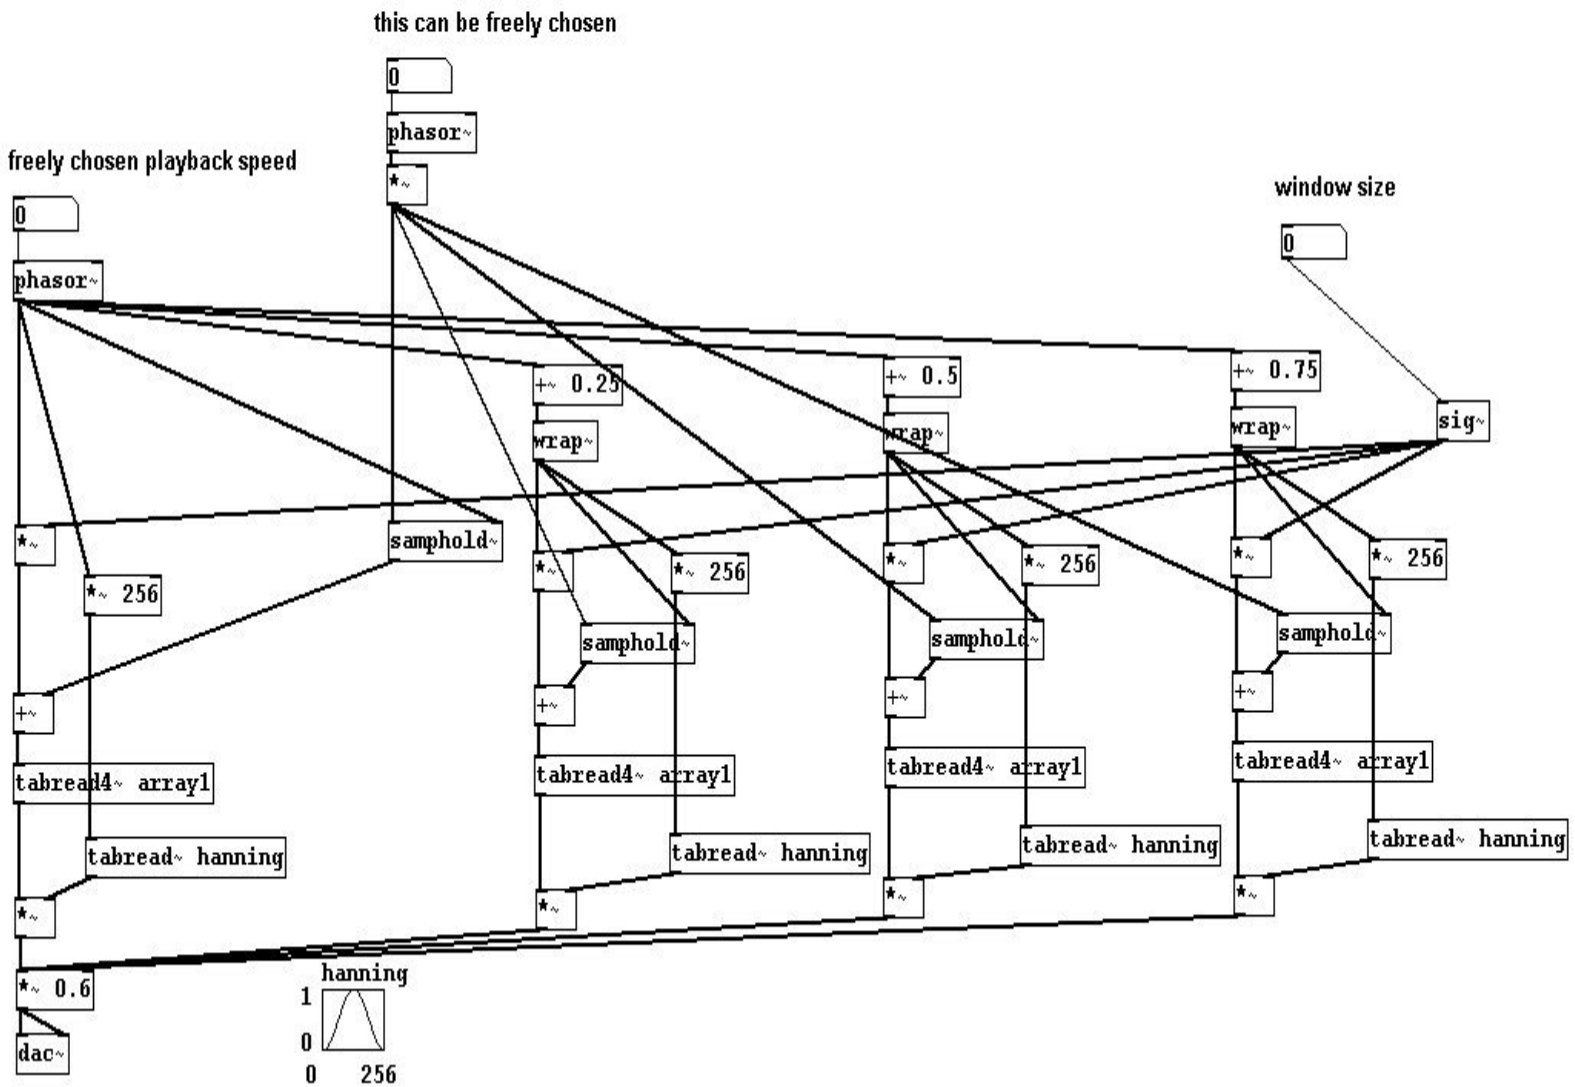 this can be freely chosen
0
phasor~
*~
freely chosen playback speed
0
phasor~
window size
0
+~ 0.25
+~ 0.5
+~ 0.75
wrap~
wrap~
wrap~
sig~
*~
samphold~
*~
*~
*~
*~ 256
*~ 256
*~ 256
*~ 256
samphold~
samphold~
samphold~
+~
+~
+~
+~
tabread4~ array1
tabread4~ array1
tabread4~ array1
tabread4~ array1
tabread~ hanning
tabread~ hanning
tabread~ hanning
tabread~ hanning
*~
*~
*~
*~
*~ 0.6
dac~
hanning
1
0
0 256